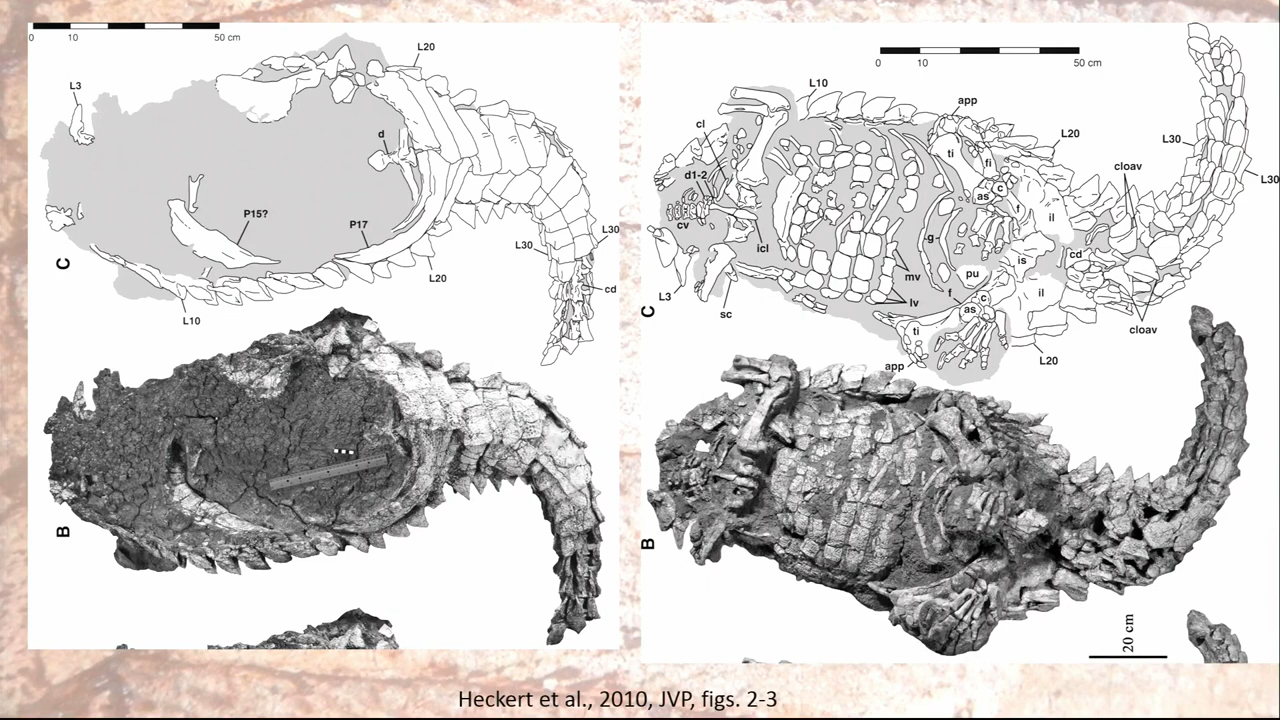 0 10 50 cm
L20
L3
d
P15?
P17
L30
L30
C
L20
cd
L10
B
0 10 50 cm
L10
app
cl
L20
L30
cloav
ti
fi
L30
d1-2
c
as
f
il
cv
g
is
cd
icl
mv
pu
L3
lv
f
c
il
sc
as
C
ti
cloav
app
L20
B
20 cm
Heckert et al., 2010, JVP, figs. 2-3